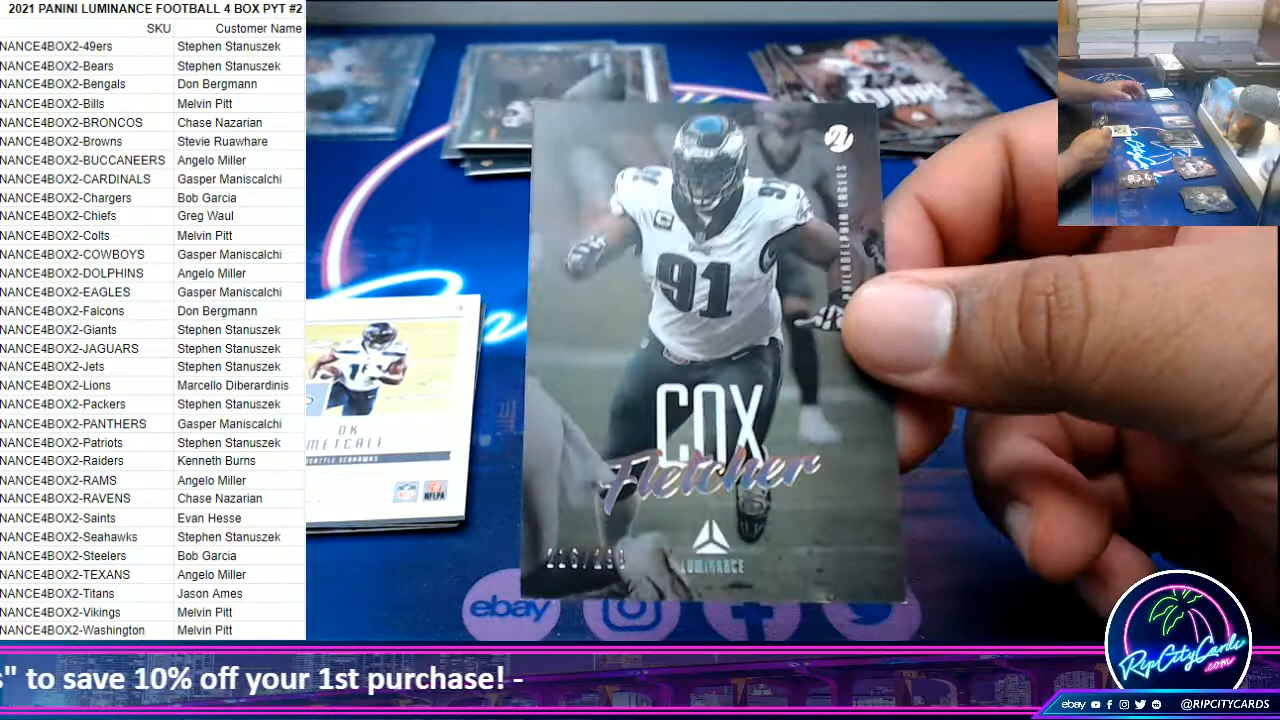 2021 PANINI LUMINANCE FOOTBALL 4 BOX PYT #2
SKU Customer Name
NANCE4BOX2-49ers Stephen Stanuszek
NANCE4BOX2-Bears Stephen Stanuszek
NANCE4BOX2-Bengals Don Bergmann
NANCE4BOX2-Bills Melvin Pitt
NANCE4BOX2-BRONCOS Chase Nazarian
NANCE4BOX2-Browns Stevie Ruawhare
NANCE4BOX2-BUCCANEERS Angelo Miller
NANCE4BOX2-CARDINALS Gasper Maniscalchi
NANCE4BOX2-Chargers Bob Garcia
NANCE4BOX2-Chiefs Greg Waul
NANCE4BOX2-Colts Melvin Pitt
NANCE4BOX2-COWBOYS Gasper Maniscalchi
NANCE4BOX2-DOLPHINS Angelo Miller
NANCE4BOX2-EAGLES Gasper Maniscalchi
NANCE4BOX2-Falcons Don Bergmann
NANCE4BOX2-Giants Stephen Stanuszek
NANCE4BOX2-JAGUARS Stephen Stanuszek
NANCE4BOX2-Jets Stephen Stanuszek
NANCE4BOX2-Lions Marcello Diberardinis
NANCE4BOX2-Packers Stephen Stanuszek
NANCE4BOX2-PANTHERS Gasper Maniscalchi
NANCE4BOX2-Patriots Stephen Stanuszek
NANCE4BOX2-Raiders Kenneth Burns
NANCE4BOX2-RAMS Angelo Miller
NANCE4BOX2-RAVENS Chase Nazarian
NANCE4BOX2-Saints Evan Hesse
NANCE4BOX2-Seahawks Stephen Stanuszek
NANCE4BOX2-Steelers Bob Garcia
NANCE4BOX2-TEXANS Angelo Miller
NANCE4BOX2-Titans Jason Ames
NANCE4BOX2-Vikings Melvin Pitt
NANCE4BOX2-Washington Melvin Pitt
PHILADELPHIA EAGLES
91
91
COX
Fletcher
LUMINANCE
DK
METCALF
SEATTLE SEAHAWKS
NFLPA
ebay
s" to save 10% off your 1st purchase! -
RipCityCards
.com
ebay @RIPCITYCARDS